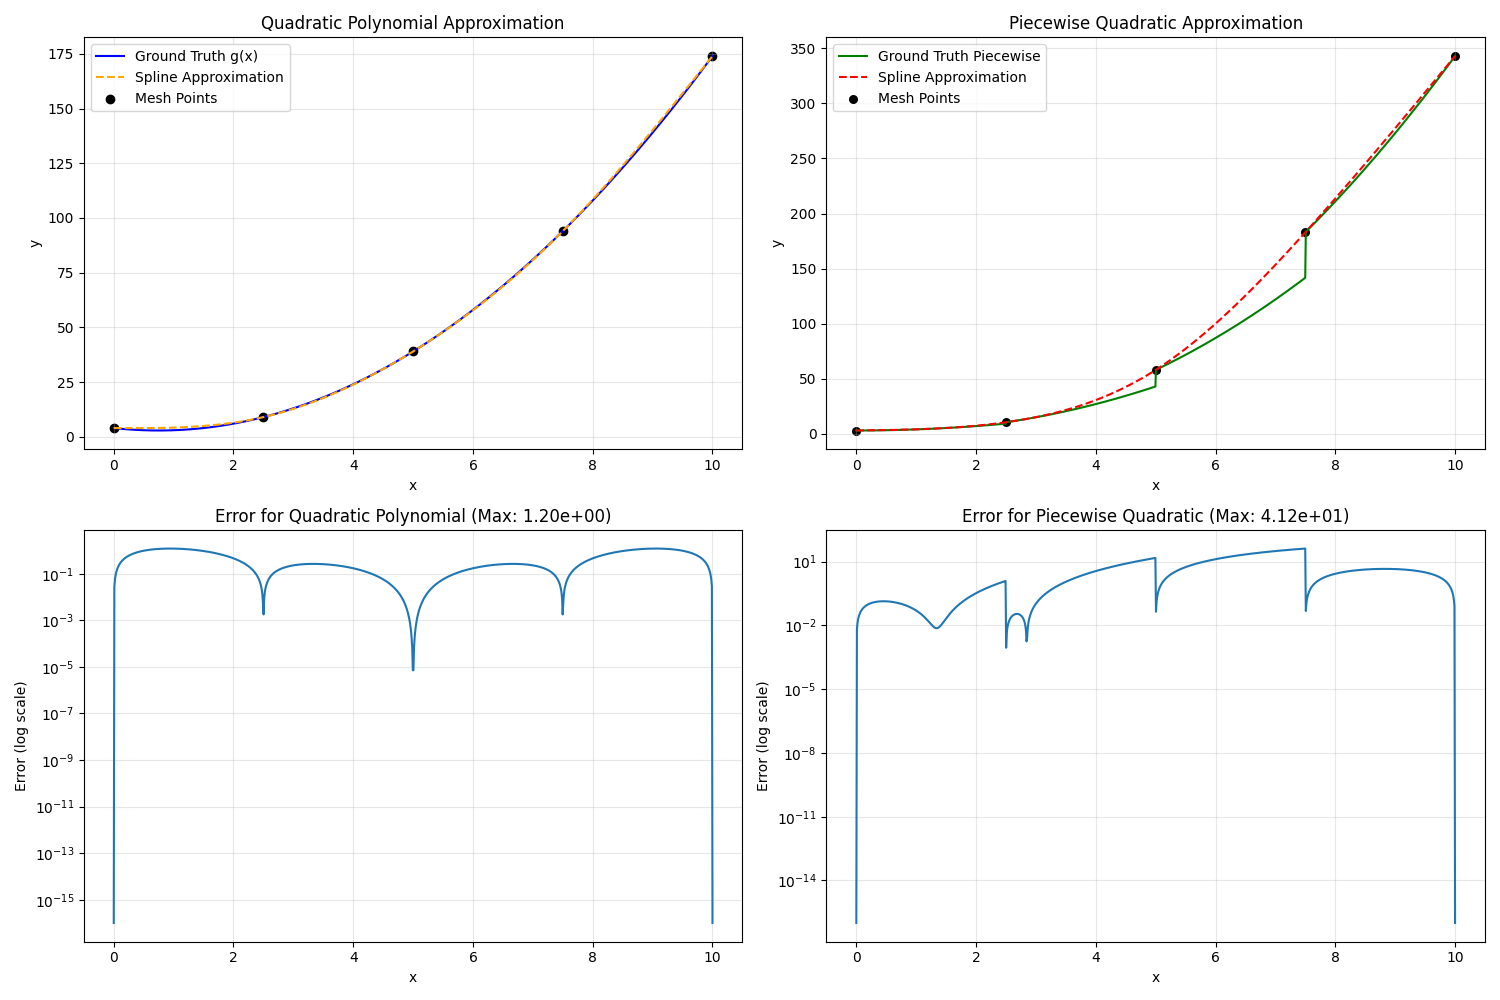 Quadratic Polynomial Approximation
Ground Truth g(x)
Spline Approximation
Mesh Points
175
150
125
100
75
50
25
0
y
0 2 4 6 8 10
x
Piecewise Quadratic Approximation
Ground Truth Piecewise
Spline Approximation
Mesh Points
350
300
250
200
150
100
50
0
y
0 2 4 6 8 10
x
Error for Quadratic Polynomial (Max: 1.20e+00)
10⁻¹
10⁻³
10⁻⁵
10⁻⁷
10⁻⁹
10⁻¹¹
10⁻¹³
10⁻¹⁵
Error (log scale)
0 2 4 6 8 10
x
Error for Piecewise Quadratic (Max: 4.12e+01)
10¹
10⁻²
10⁻⁵
10⁻⁸
10⁻¹¹
10⁻¹⁴
Error (log scale)
0 2 4 6 8 10
x